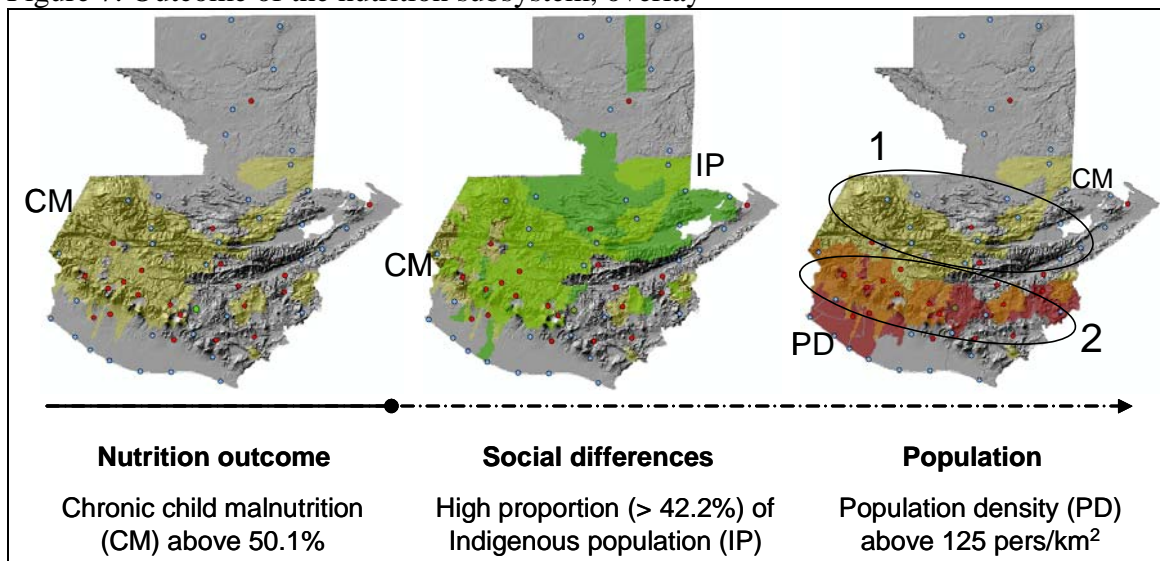 Figure 7. Outcome of the nutrition subsystem, overlay
CM
CM
IP
1
CM
PD
2
Nutrition outcome
Chronic child malnutrition
(CM) above 50.1%
Social differences
High proportion (> 42.2%) of
Indigenous population (IP)
Population
Population density (PD)
above 125 pers/km²